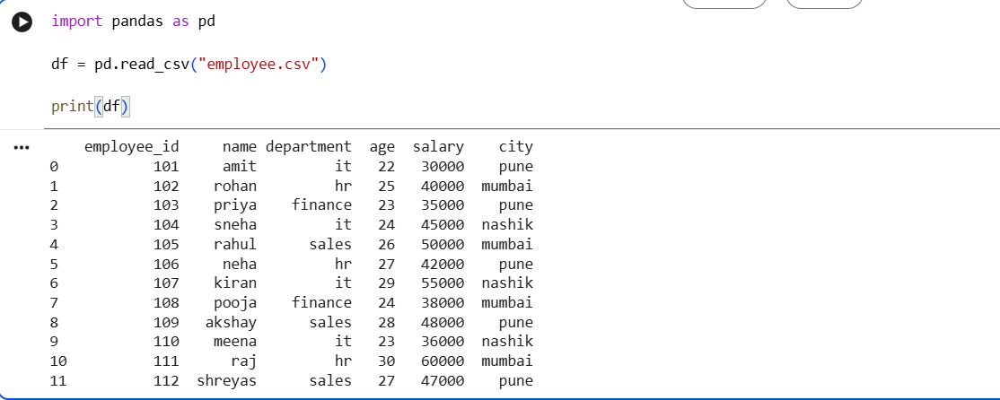 import pandas as pd
df = pd.read_csv("employee.csv")
print(df)
employee_id name department age salary city
0 101 amit it 22 30000 pune
1 102 rohan hr 25 40000 mumbai
2 103 priya finance 23 35000 pune
3 104 sneha it 24 45000 nashik
4 105 rahul sales 26 50000 mumbai
5 106 neha hr 27 42000 pune
6 107 kiran it 29 55000 nashik
7 108 pooja finance 24 38000 mumbai
8 109 akshay sales 28 48000 pune
9 110 meena it 23 36000 nashik
10 111 raj hr 30 60000 mumbai
11 112 shreyas sales 27 47000 pune